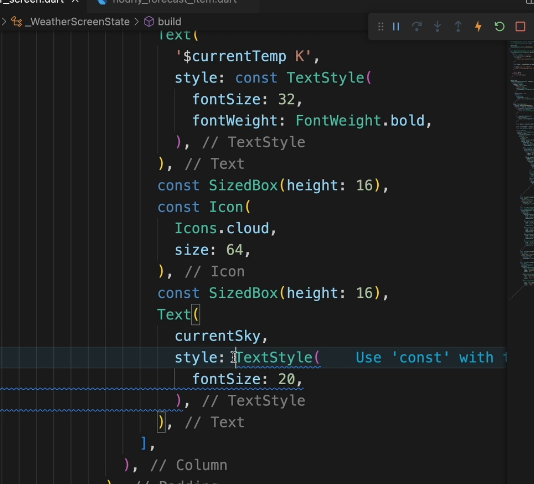 _screen.dart
hourly_forecast_item.dart
_WeatherScreenState > build
Text(
'$currentTemp K',
style: const TextStyle(
fontSize: 32,
fontWeight: FontWeight.bold,
), // TextStyle
), // Text
const SizedBox(height: 16),
const Icon(
Icons.cloud,
size: 64,
), // Icon
const SizedBox(height: 16),
Text(
currentSky,
style: TextStyle( Use 'const' with
fontSize: 20,
), // TextStyle
), // Text
],
), // Column
), // Padding